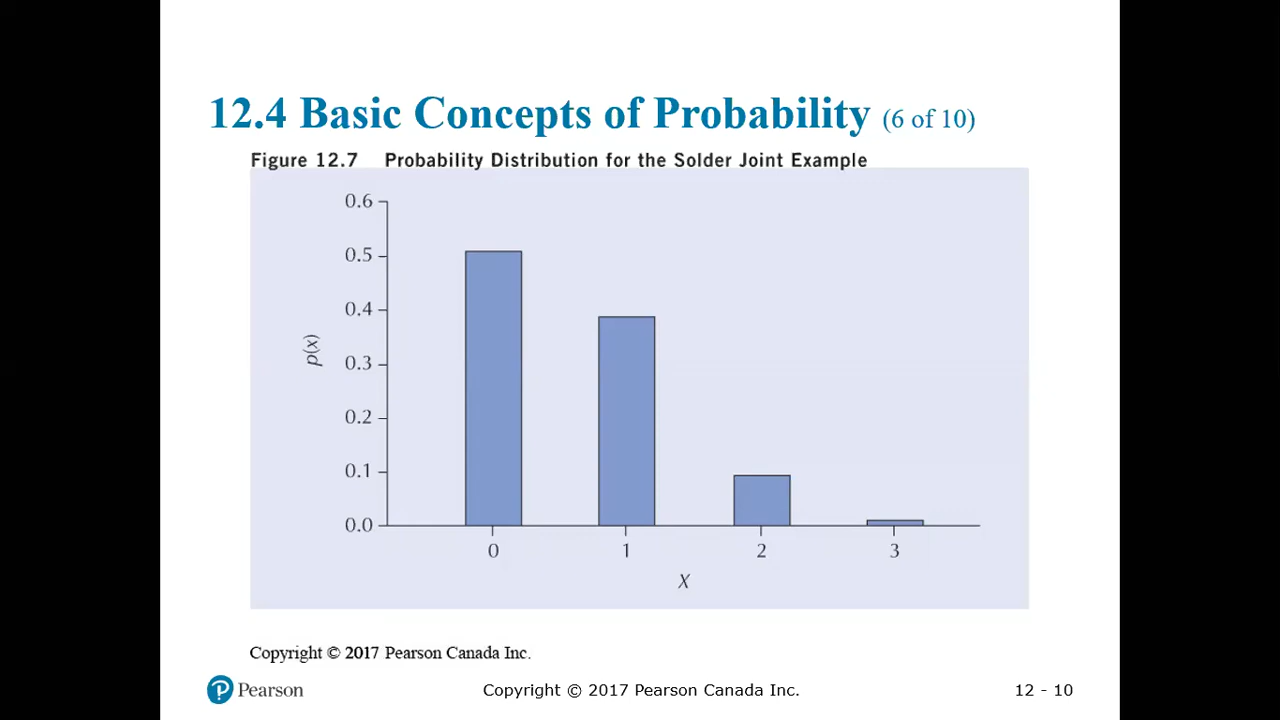 12.4 Basic Concepts of Probability (6 of 10)
Figure 12.7 Probability Distribution for the Solder Joint Example
0.6
0.5
0.4
0.3
0.2
0.1
0.0
p(x)
0 1 2 3
X
Copyright © 2017 Pearson Canada Inc.
Pearson Copyright © 2017 Pearson Canada Inc. 12 - 10